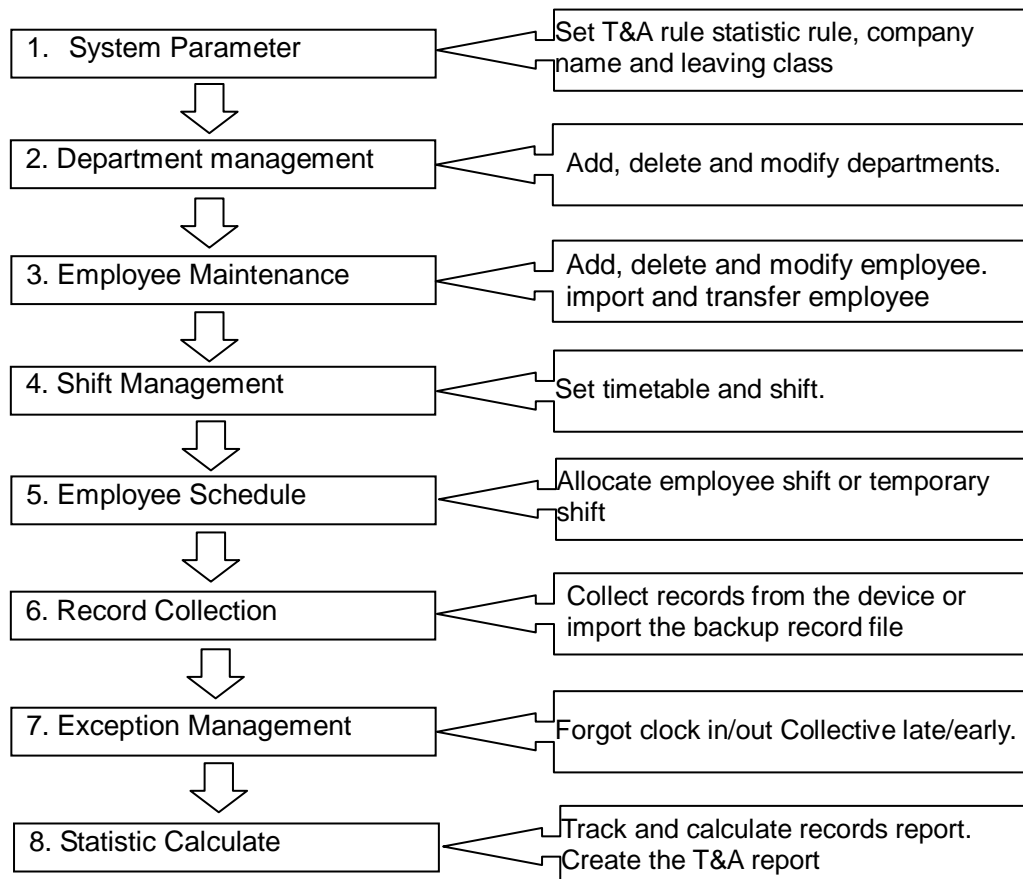 1. System Parameter
Set T&A rule statistic rule, company
name and leaving class
2. Department management
Add, delete and modify departments.
3. Employee Maintenance
Add, delete and modify employee.
import and transfer employee
4. Shift Management
Set timetable and shift.
5. Employee Schedule
Allocate employee shift or temporary
shift
6. Record Collection
Collect records from the device or
import the backup record file
7. Exception Management
Forgot clock in/out Collective late/early.
8. Statistic Calculate
Track and calculate records report.
Create the T&A report